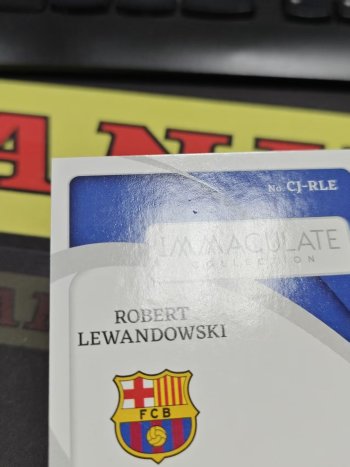 No. CJ-RLE
IMMACULATE
COLLECTION
ROBERT
LEWANDOWSKI
FCB